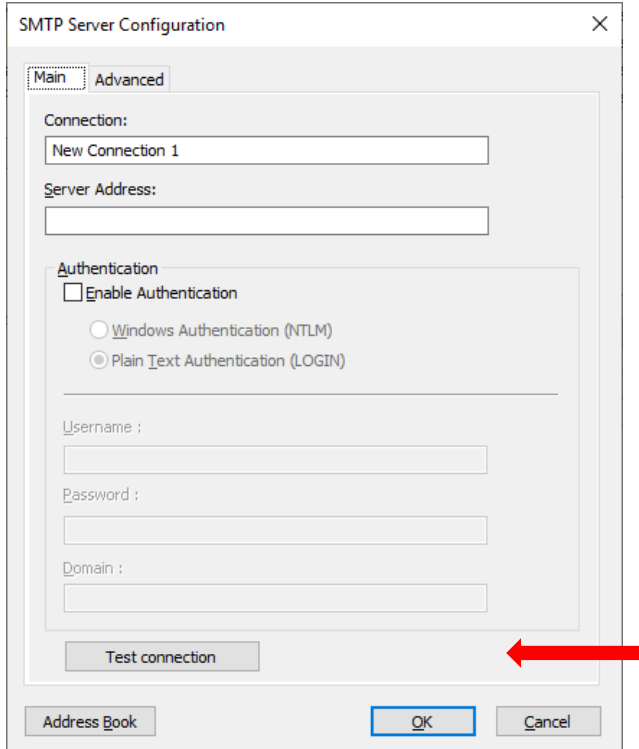 SMTP Server Configuration
Main Advanced
Connection:
New Connection 1
Server Address:
Authentication
Enable Authentication
Windows Authentication (NTLM)
Plain Text Authentication (LOGIN)
Username :
Password :
Domain :
Test connection
Address Book OK Cancel